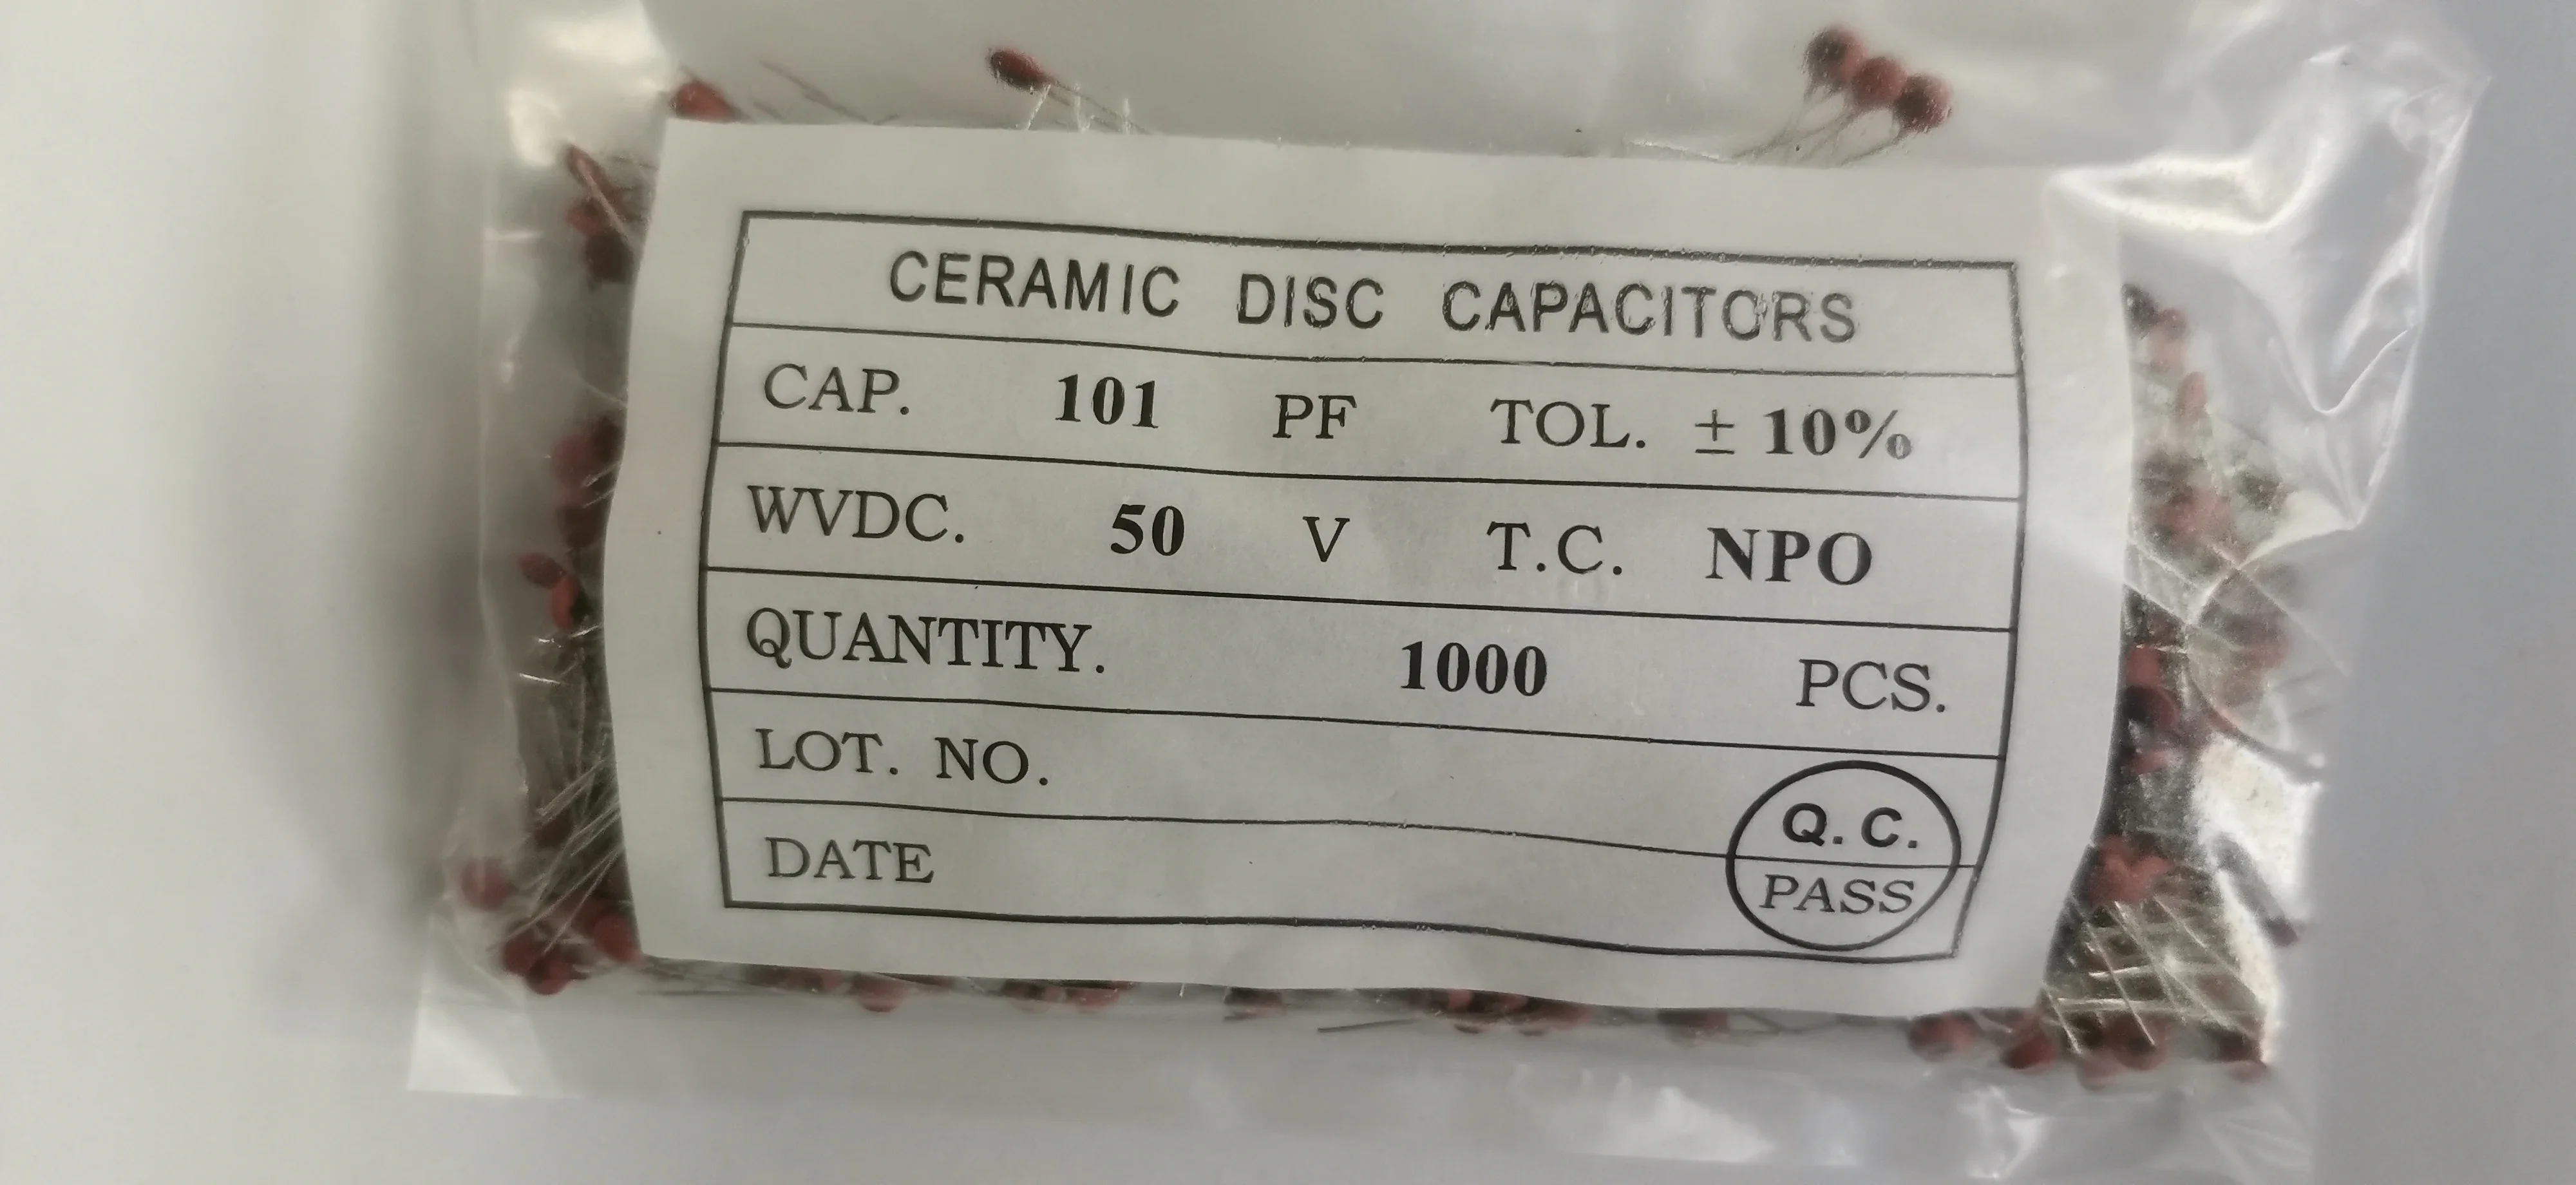 CERAMIC DISC CAPACITORS
CAP. 101 PF TOL. ± 10%
WVDC. 50 V T.C. NPO
QUANTITY. 1000 PCS.
LOT. NO.
Q. C.
DATE
PASS